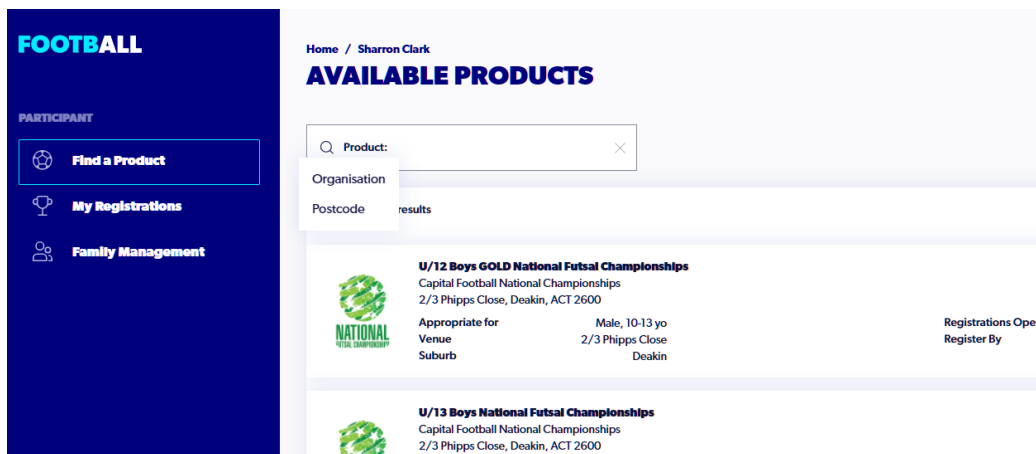 FOOTBALL
PARTICIPANT
Find a Product
My Registrations
Family Management
Home / Sharron Clark
AVAILABLE PRODUCTS
Product:
Organisation
Postcode
results
U/12 Boys GOLD National Futsal Championships
Capital Football National Championships
2/3 Phipps Close, Deakin, ACT 2600
Appropriate for Male, 10-13 yo Registrations Ope
Venue 2/3 Phipps Close Register By
Suburb Deakin
NATIONAL
FUTSAL CHAMPIONSHIPS
U/13 Boys National Futsal Championships
Capital Football National Championships
2/3 Phipps Close, Deakin, ACT 2600